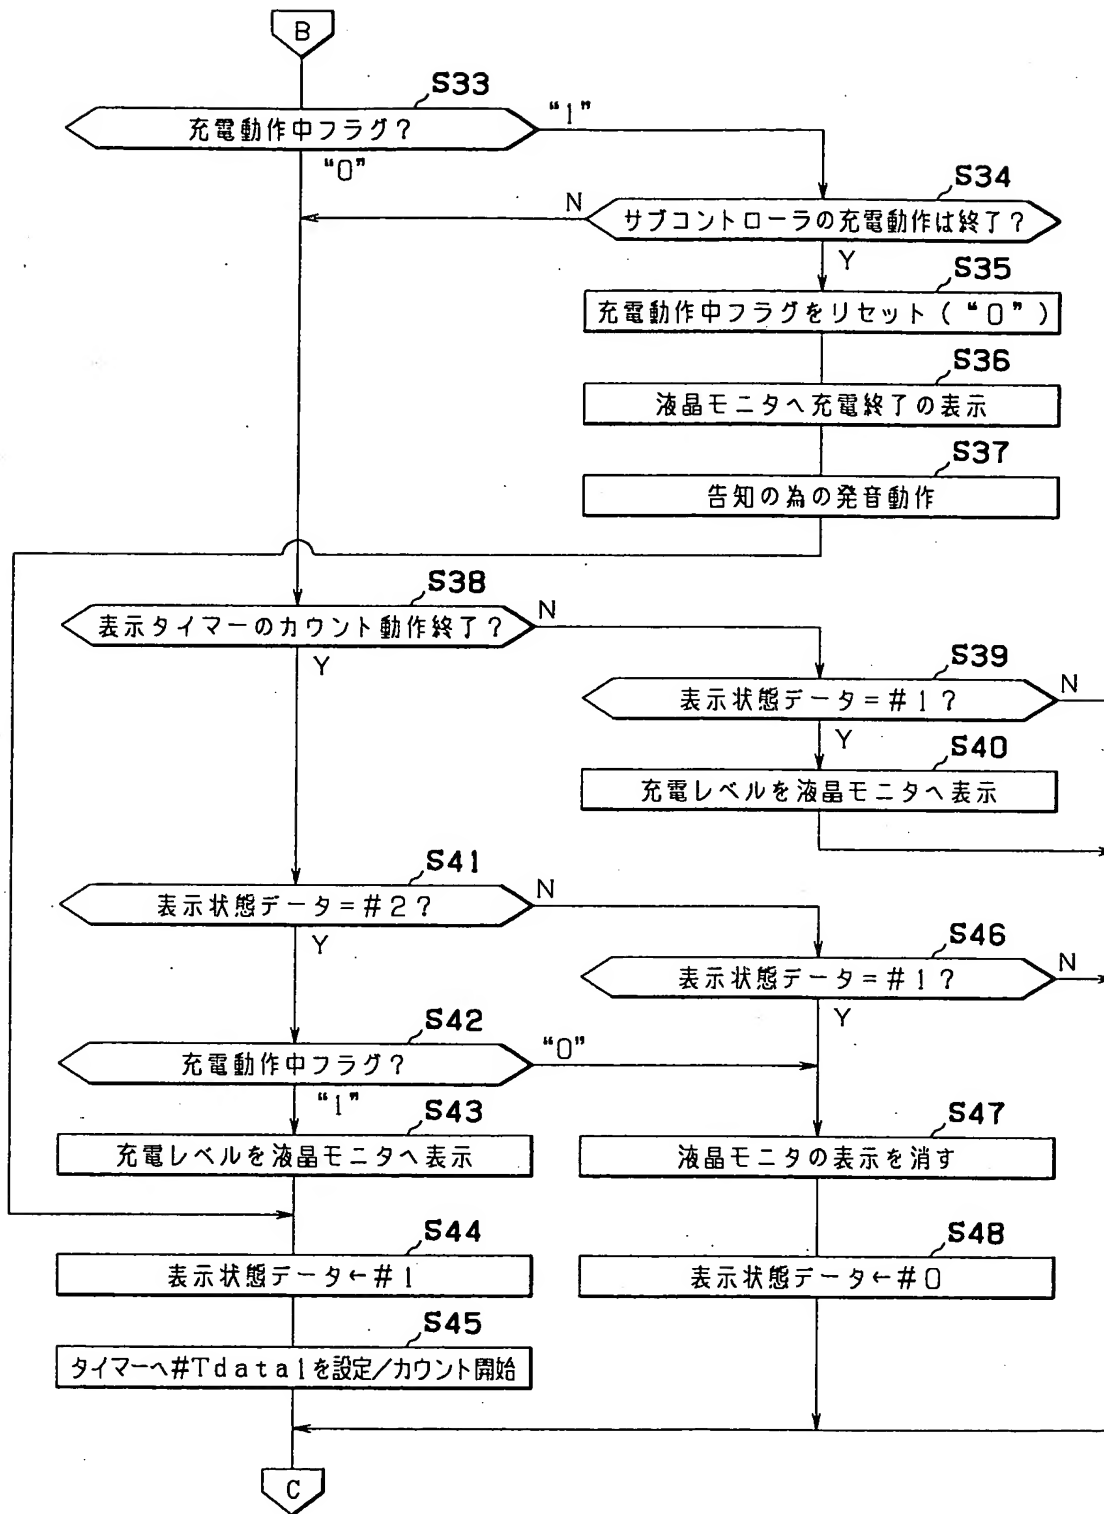 B
S33
充電動作中フラグ?
“1”
“0”
S34
N
サブコントローラの充電動作は終了?
Y
S35
充電動作中フラグをリセット(“0”)
S36
液晶モニタへ充電終了の表示
S37
告知の為の発音動作
S38
表示タイマーのカウント動作終了?
N
Y
S39
表示状態データ=#1?
N
Y
S40
充電レベルを液晶モニタへ表示
S41
表示状態データ=#2?
N
Y
S46
表示状態データ=#1?
N
Y
S42
充電動作中フラグ?
“0”
“1”
S43
充電レベルを液晶モニタへ表示
S47
液晶モニタの表示を消す
S44
表示状態データ←#1
S48
表示状態データ←#0
S45
タイマーへ#Tdata1を設定/カウント開始
C